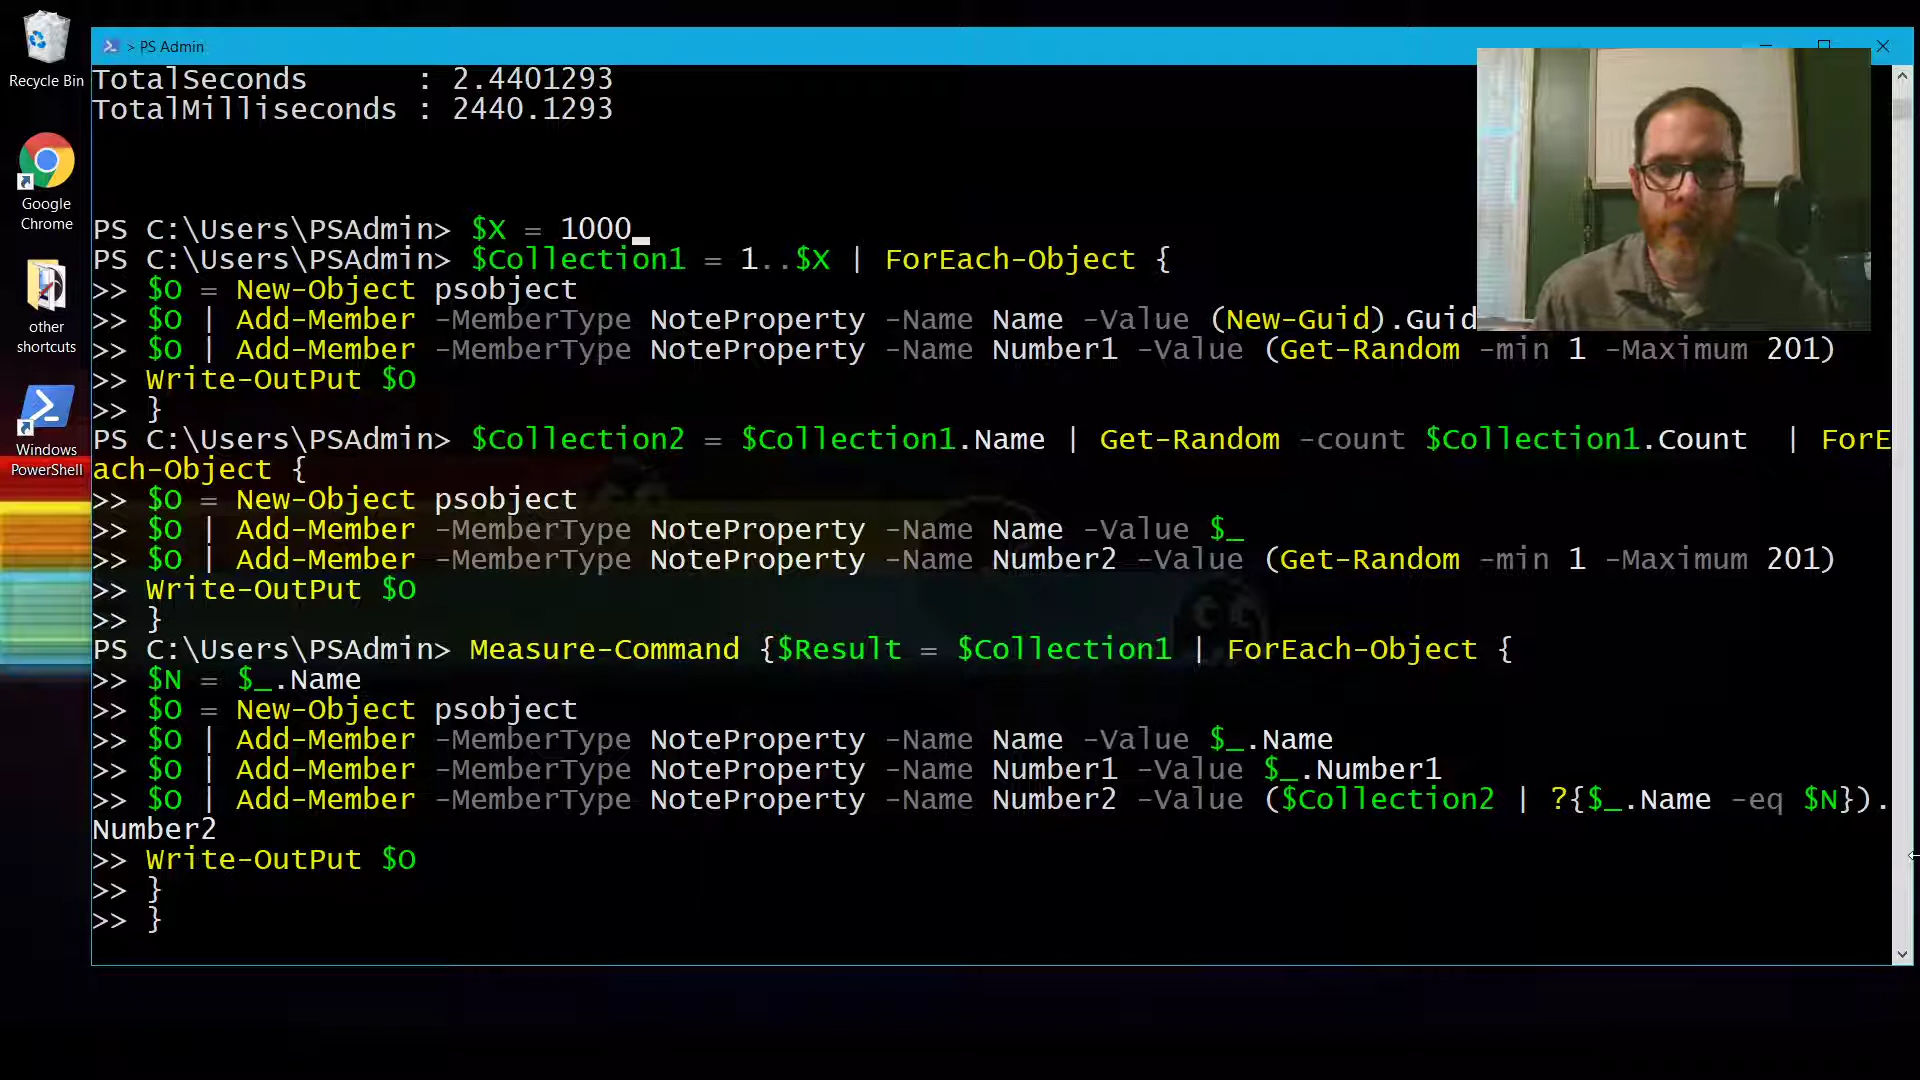 Recycle Bin
Google
Chrome
other
shortcuts
Windows
PowerShell
> PS Admin
TotalSeconds      : 2.4401293
TotalMilliseconds : 2440.1293
PS C:\Users\PSAdmin> $X = 1000
PS C:\Users\PSAdmin> $Collection1 = 1..$X | ForEach-Object {
>> $O = New-Object psobject
>> $O | Add-Member -MemberType NoteProperty -Name Name -Value (New-Guid).Guid
>> $O | Add-Member -MemberType NoteProperty -Name Number1 -Value (Get-Random -min 1 -Maximum 201)
>> Write-OutPut $O
>> }
PS C:\Users\PSAdmin> $Collection2 = $Collection1.Name | Get-Random -count $Collection1.Count  | ForE
ach-Object {
>> $O = New-Object psobject
>> $O | Add-Member -MemberType NoteProperty -Name Name -Value $_
>> $O | Add-Member -MemberType NoteProperty -Name Number2 -Value (Get-Random -min 1 -Maximum 201)
>> Write-OutPut $O
>> }
PS C:\Users\PSAdmin> Measure-Command {$Result = $Collection1 | ForEach-Object {
>> $N = $_.Name
>> $O = New-Object psobject
>> $O | Add-Member -MemberType NoteProperty -Name Name -Value $_.Name
>> $O | Add-Member -MemberType NoteProperty -Name Number1 -Value $_.Number1
>> $O | Add-Member -MemberType NoteProperty -Name Number2 -Value ($Collection2 | ?{$_.Name -eq $N}).
Number2
>> Write-OutPut $O
>> }
>> }